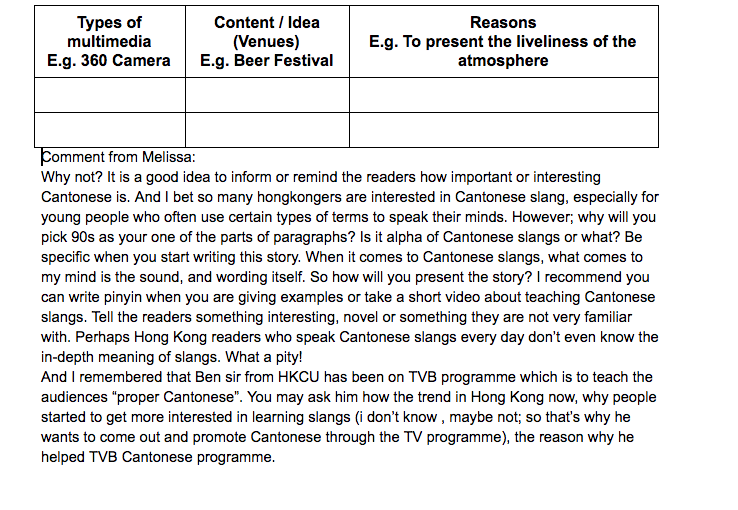 Types of multimedia E.g. 360 Camera
Content / Idea (Venues) E.g. Beer Festival
Reasons E.g. To present the liveliness of the atmosphere
Comment from Melissa:
Why not? It is a good idea to inform or remind the readers how important or interesting
Cantonese is. And I bet so many hongkongers are interested in Cantonese slang, especially for
young people who often use certain types of terms to speak their minds. However; why will you
pick 90s as your one of the parts of paragraphs? Is it alpha of Cantonese slangs or what? Be
specific when you start writing this story. When it comes to Cantonese slangs, what comes to
my mind is the sound, and wording itself. So how will you present the story? I recommend you
can write pinyin when you are giving examples or take a short video about teaching Cantonese
slangs. Tell the readers something interesting, novel or something they are not very familiar
with. Perhaps Hong Kong readers who speak Cantonese slangs every day don't even know the
in-depth meaning of slangs. What a pity!
And I remembered that Ben sir from HKCU has been on TVB programme which is to teach the
audiences “proper Cantonese”. You may ask him how the trend in Hong Kong now, why people
started to get more interested in learning slangs (i don't know , maybe not; so that's why he
wants to come out and promote Cantonese through the TV programme), the reason why he
helped TVB Cantonese programme.